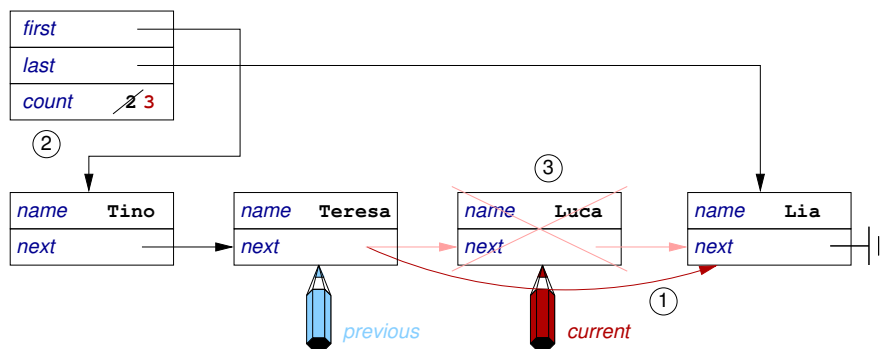 first
last
count 2 3
2
3
name Tino
next
name Teresa
next
name Luca
next
name Lia
next
1
previous
current